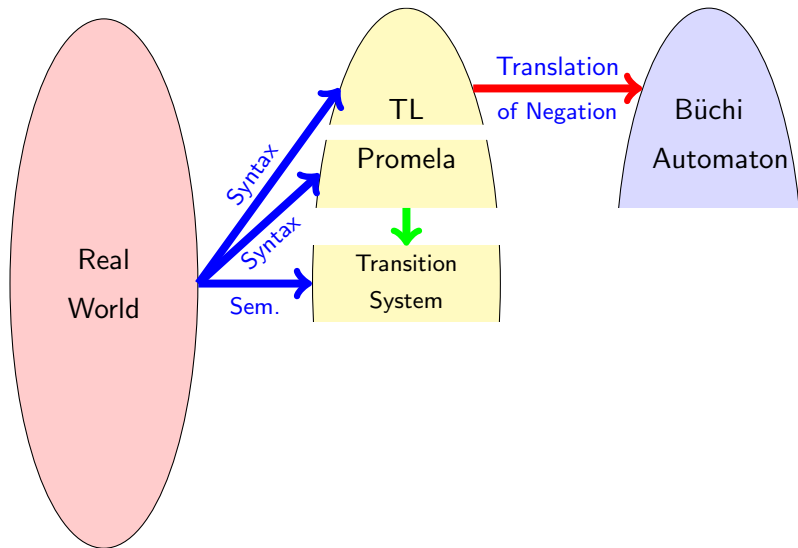 Real
World
Syntax
Syntax
Sem.
TL
Promela
Transition
System
Translation
of Negation
Büchi
Automaton